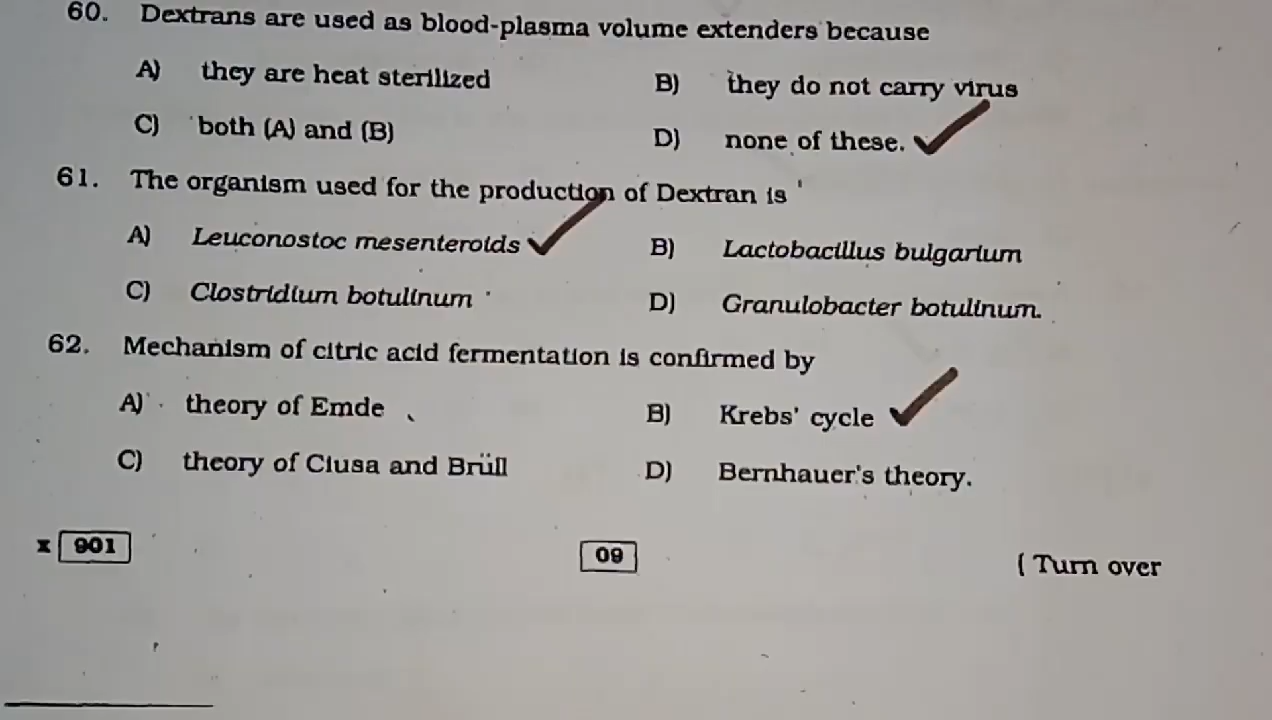 60. Dextrans are used as blood-plasma volume extenders because
A) they are heat sterilized B) they do not carry virus
C) both (A) and (B) D) none of these.
61. The organism used for the production of Dextran is
A) Leuconostoc mesenteroids B) Lactobacillus bulgarium
C) Clostridium botulinum D) Granulobacter botulinum.
62. Mechanism of citric acid fermentation is confirmed by
A) theory of Emde B) Krebs' cycle
C) theory of Ciusa and Brüll D) Bernhauer's theory.
x 901 09 ( Turn over